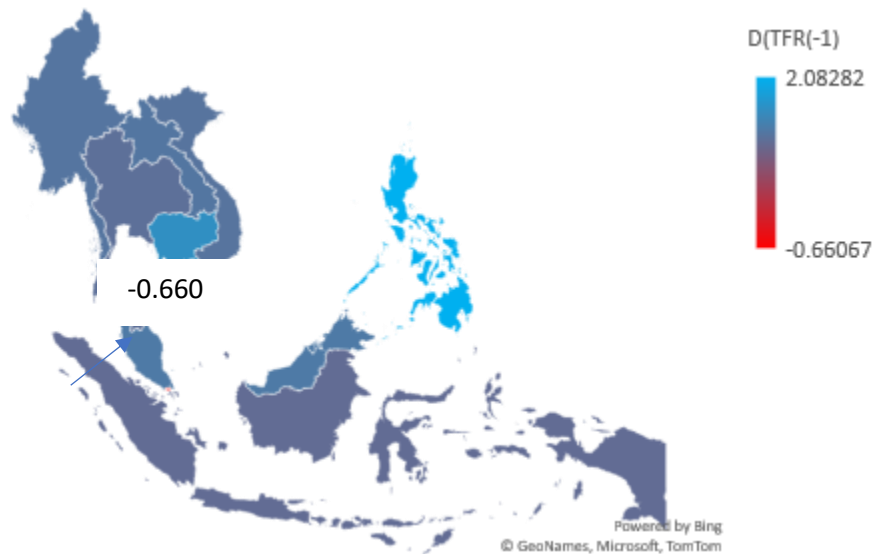 D(TFR(-1)
2.08282
-0.66067
-0.660
Powered by Bing
© GeoNames, Microsoft, TomTom